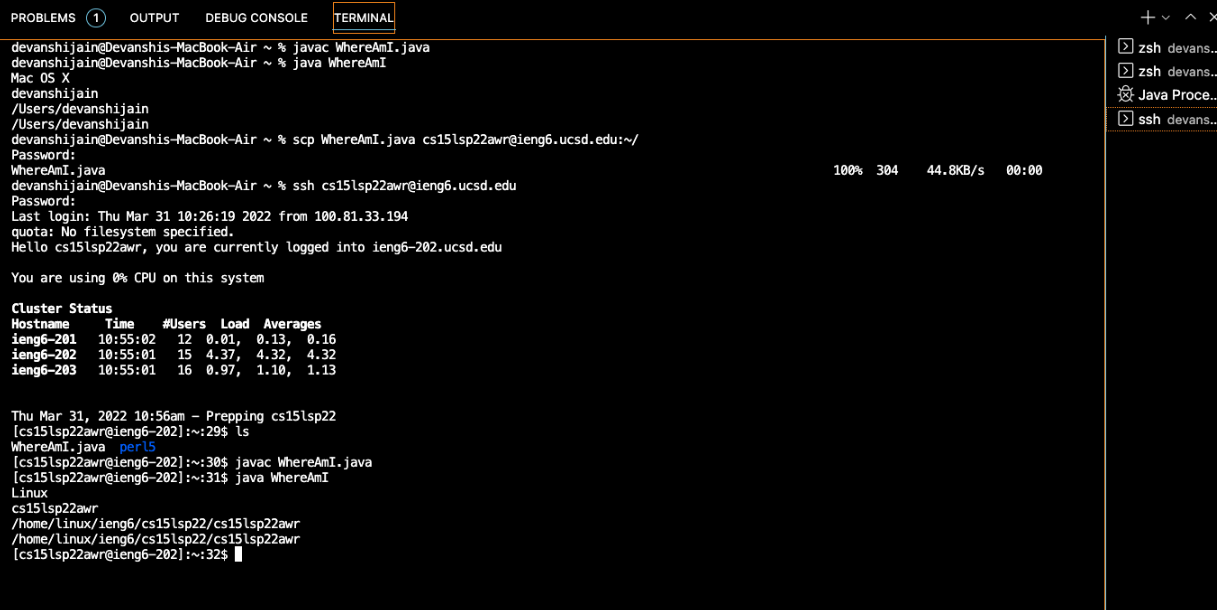 PROBLEMS 1 OUTPUT DEBUG CONSOLE TERMINAL
devanshijain@Devanshis-MacBook-Air ~ % javac WhereAmI.java
devanshijain@Devanshis-MacBook-Air ~ % java WhereAmI
Mac OS X
devanshijain
/Users/devanshijain
/Users/devanshijain
devanshijain@Devanshis-MacBook-Air ~ % scp WhereAmI.java cs15lsp22awr@ieng6.ucsd.edu:~/
Password:
WhereAmI.java 100% 304 44.8KB/s 00:00
devanshijain@Devanshis-MacBook-Air ~ % ssh cs15lsp22awr@ieng6.ucsd.edu
Password:
Last login: Thu Mar 31 10:26:19 2022 from 100.81.33.194
quota: No filesystem specified.
Hello cs15lsp22awr, you are currently logged into ieng6-202.ucsd.edu
You are using 0% CPU on this system
Cluster Status
Hostname Time #Users Load Averages
ieng6-201 10:55:02 12 0.01, 0.13, 0.16
ieng6-202 10:55:01 15 4.37, 4.32, 4.32
ieng6-203 10:55:01 16 0.97, 1.10, 1.13
Thu Mar 31, 2022 10:56am - Prepping cs15lsp22
[cs15lsp22awr@ieng6-202]:~:29$ ls
WhereAmI.java perl5
[cs15lsp22awr@ieng6-202]:~:30$ javac WhereAmI.java
[cs15lsp22awr@ieng6-202]:~:31$ java WhereAmI
Linux
cs15lsp22awr
/home/linux/ieng6/cs15lsp22/cs15lsp22awr
/home/linux/ieng6/cs15lsp22/cs15lsp22awr
[cs15lsp22awr@ieng6-202]:~:32$
zsh devans...
zsh devans...
Java Proce...
ssh devans...